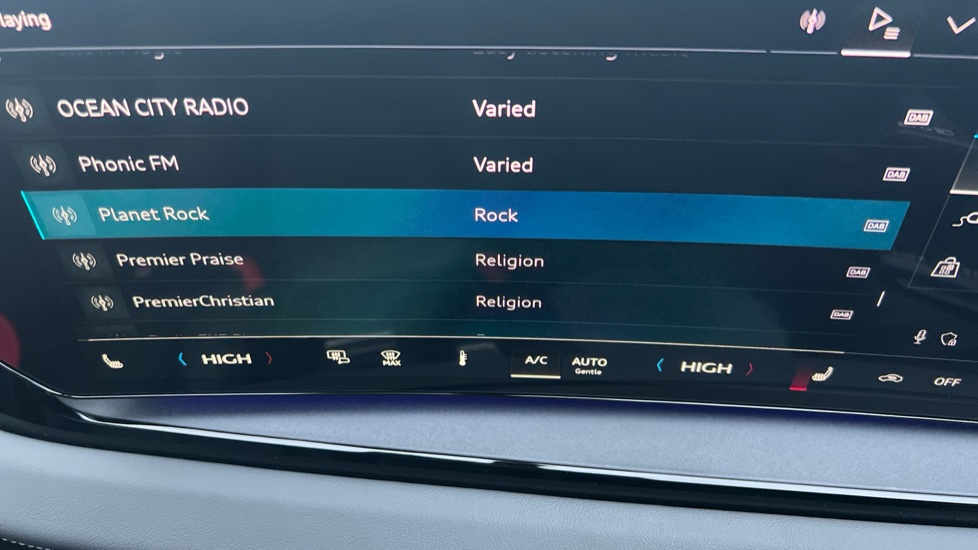 laying
OCEAN CITY RADIO Varied DAB
Phonic FM Varied DAB
Planet Rock Rock DAB
Premier Praise Religion DAB
PremierChristian Religion DAB
HIGH MAX A/C AUTO HIGH OFF
Gentle